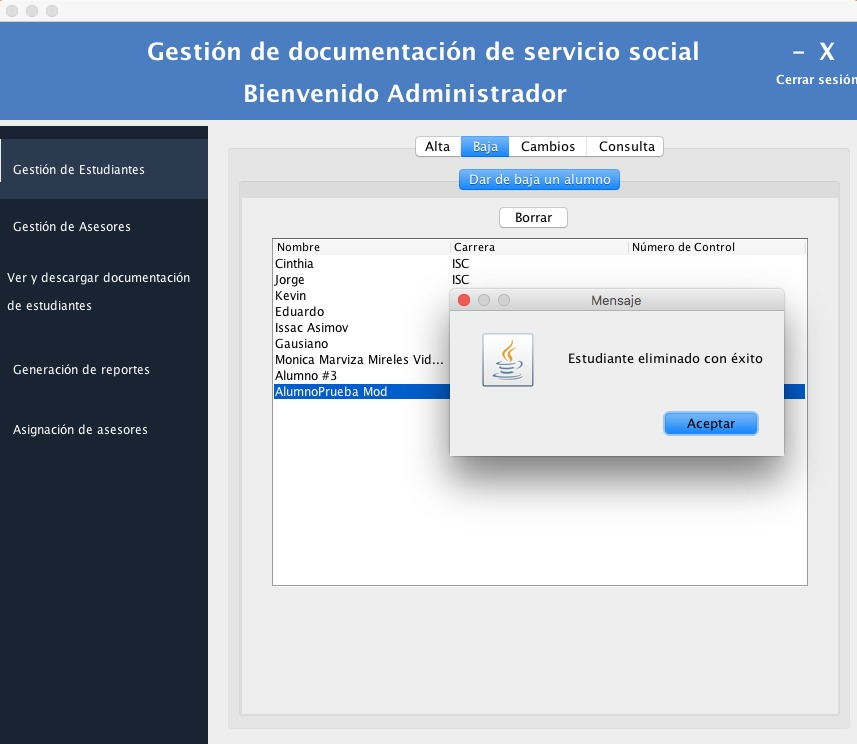 Gestión de documentación de servicio social
Bienvenido Administrador
– X
Cerrar sesión
Gestión de Estudiantes
Gestión de Asesores
Ver y descargar documentación
de estudiantes
Generación de reportes
Asignación de asesores
Alta Baja Cambios Consulta
Dar de baja un alumno
Borrar
Nombre Carrera Número de Control
Cinthia ISC
Jorge ISC
Kevin
Eduardo
Issac Asimov
Gausiano
Monica Marviza Mireles Vid...
Alumno #3
AlumnoPrueba Mod
Mensaje
Estudiante eliminado con éxito
Aceptar